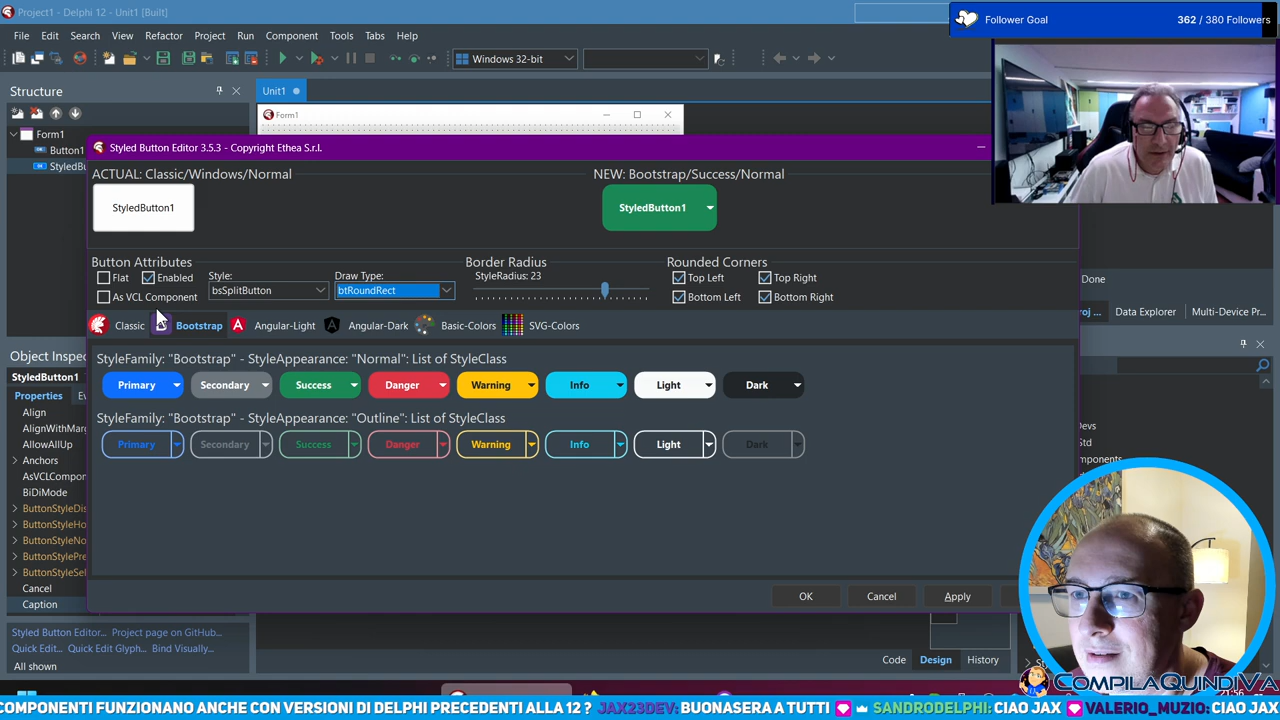 Project1 - Delphi 12 - Unit1
Follower Goal
362 / 380 Followers
File Edit Search View Refactor Project Run Component Tools Tabs Help
Windows 32-bit
Structure
Unit1
Form1
Form1
Button1
StyledBu
Styled Button Editor 3.5.3 - Copyright Ethea S.r.l.
ACTUAL: Classic/Windows/Normal
NEW: Bootstrap/Success/Normal
StyledButton1
StyledButton1
Button Attributes
Border Radius
Rounded Corners
Flat
Enabled
Style:
Draw Type:
StyleRadius: 23
Top Left
Top Right
As VCL Component
bsSplitButton
btRoundRect
Bottom Left
Bottom Right
Done
Data Explorer
Multi-Device Pr...
Classic Bootstrap Angular-Light Angular-Dark Basic-Colors SVG-Colors
Object Inspe
StyledButton1
Properties
Align
AlignWithMarg
AllowAllUp
Anchors
AsVCLCompon
BiDiMode
ButtonStyleDis
ButtonStyleHo
ButtonStyleNo
ButtonStylePre
ButtonStyleSel
Cancel
Caption
StyleFamily: "Bootstrap" - StyleAppearance: "Normal": List of StyleClass
Primary Secondary Success Danger Warning Info Light Dark
StyleFamily: "Bootstrap" - StyleAppearance: "Outline": List of StyleClass
Primary Secondary Success Danger Warning Info Light Dark
OK Cancel Apply
Styled Button Editor... Project page on GitHub...
Quick Edit... Quick Edit Glyph... Bind Visually...
All shown
Code Design History
21:56
COMPILAQUINDIVA
COMPONENTI FUNZIONANO ANCHE CON VERSIONI DI DELPHI PRECEDENTI ALLA 12 ? JAX23DEV: BUONASERA A TUTTI SANDRODELPHI: CIAO JAX VALERIO_MUZIO: CIAO JAX